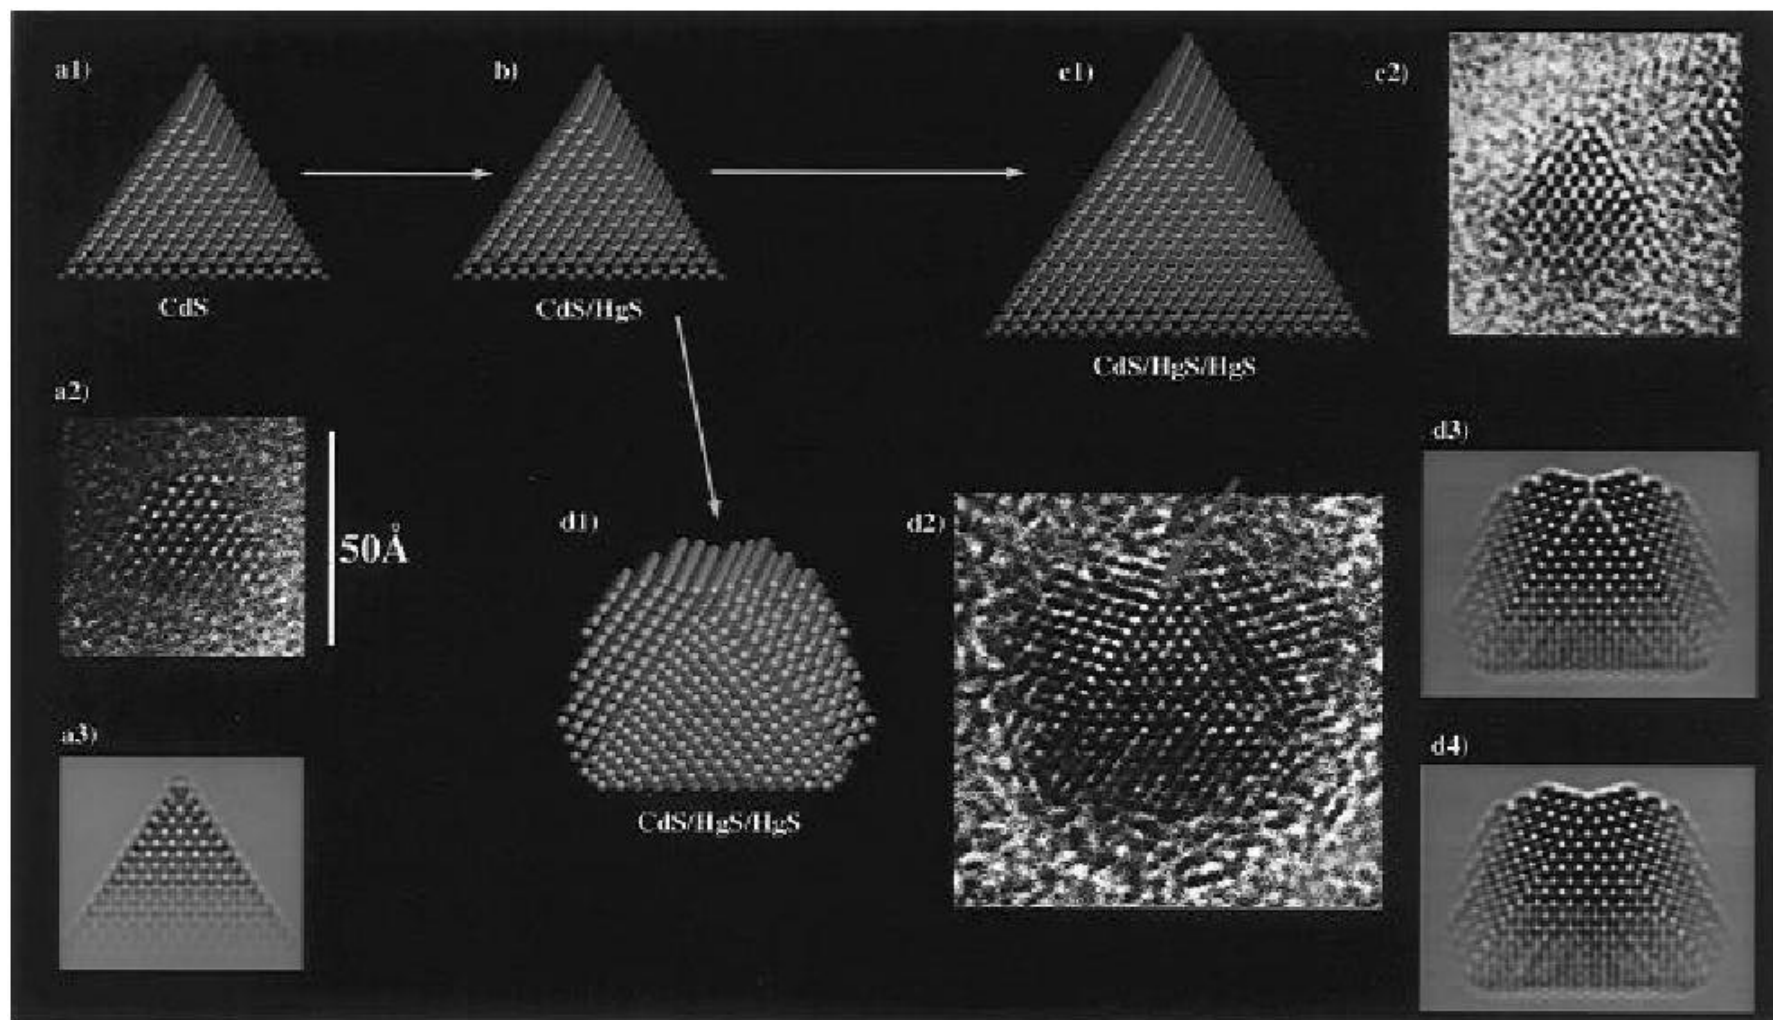 a1)
b)
c1)
c2)
CdS
CdS/HgS
CdS/HgS/HgS
a2)
50Å
d1)
d2)
d3)
a3)
d4)
CdS/HgS/HgS